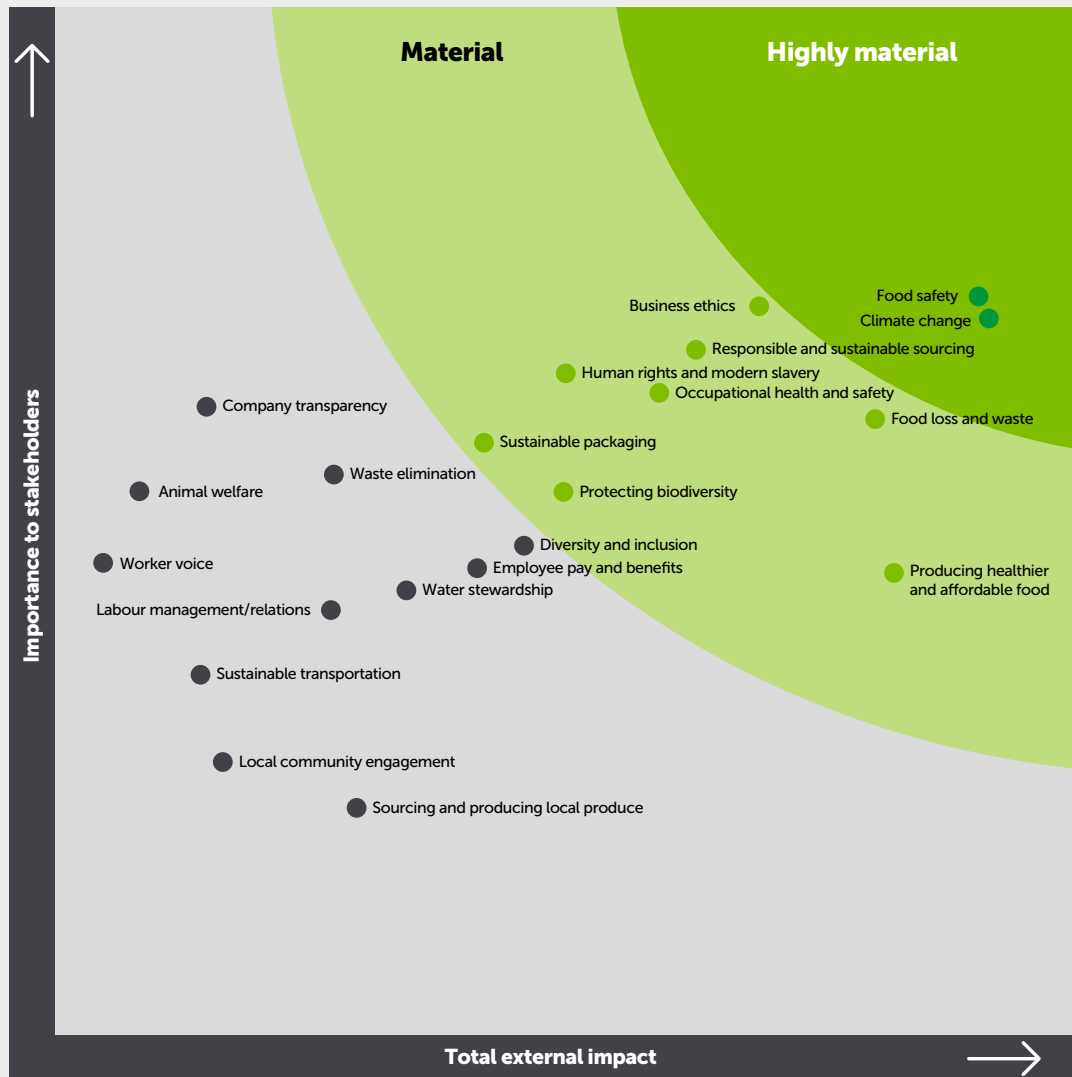 Material
Highly material
Importance to stakeholders
Food safety
Business ethics
Climate change
Responsible and sustainable sourcing
Human rights and modern slavery
Occupational health and safety
Company transparency
Food loss and waste
Sustainable packaging
Waste elimination
Animal welfare
Protecting biodiversity
Diversity and inclusion
Worker voice
Employee pay and benefits
Producing healthier
and affordable food
Water stewardship
Labour management/relations
Sustainable transportation
Local community engagement
Sourcing and producing local produce
Total external impact